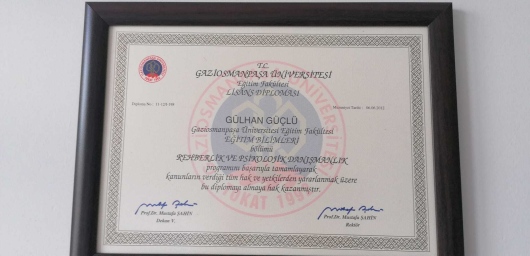 T.C.
GAZİOSMANPAŞA ÜNİVERSİTESİ
Eğitim Fakültesi
LİSANS DİPLOMASI
GÜLHAN GÜÇLÜ
Gaziosmanpaşa Üniversitesi Eğitim Fakültesi
EĞİTİM BİLİMLERİ
bölümü
REHBERLİK VE PSİKOLOJİK DANIŞMANLIK
programını başarıyla tamamlayarak
kanunların verdiği tüm hak ve yetkilerden yararlanmak üzere
bu diplomayı almaya hak kazanmıştır.
Prof.Dr. Mustafa ŞAHİN
Dekan V.
Prof.Dr. Mustafa ŞAHİN
Rektör